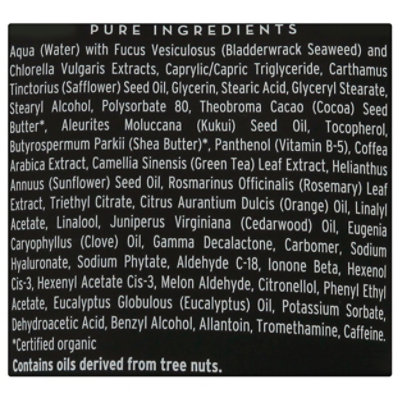 PURE INGREDIENTS
Aqua (Water) with Fucus Vesiculosus (Bladderwrack Seaweed) and
Chlorella Vulgaris Extracts, Caprylic/Capric Triglyceride, Carthamus
Tinctorius (Safflower) Seed Oil, Glycerin, Stearic Acid, Glyceryl Stearate,
Stearyl Alcohol, Polysorbate 80, Theobroma Cacao (Cocoa) Seed
Butter*, Aleurites Moluccana (Kukui) Seed Oil, Tocopherol,
Butyrospermum Parkii (Shea Butter)*, Panthenol (Vitamin B-5), Coffea
Arabica Extract, Camellia Sinensis (Green Tea) Leaf Extract, Helianthus
Annuus (Sunflower) Seed Oil, Rosmarinus Officinalis (Rosemary) Leaf
Extract, Triethyl Citrate, Citrus Aurantium Dulcis (Orange) Oil, Linalyl
Acetate, Linalool, Juniperus Virginiana (Cedarwood) Oil, Eugenia
Caryophyllus (Clove) Oil, Gamma Decalactone, Carbomer, Sodium
Hyaluronate, Sodium Phytate, Aldehyde C-18, Ionone Beta, Hexenol
Cis-3, Hexenyl Acetate Cis-3, Melon Aldehyde, Citronellol, Phenyl Ethyl
Acetate, Eucalyptus Globulous (Eucalyptus) Oil, Potassium Sorbate,
Dehydroacetic Acid, Benzyl Alcohol, Allantoin, Tromethamine, Caffeine.
*Certified organic
Contains oils derived from tree nuts.